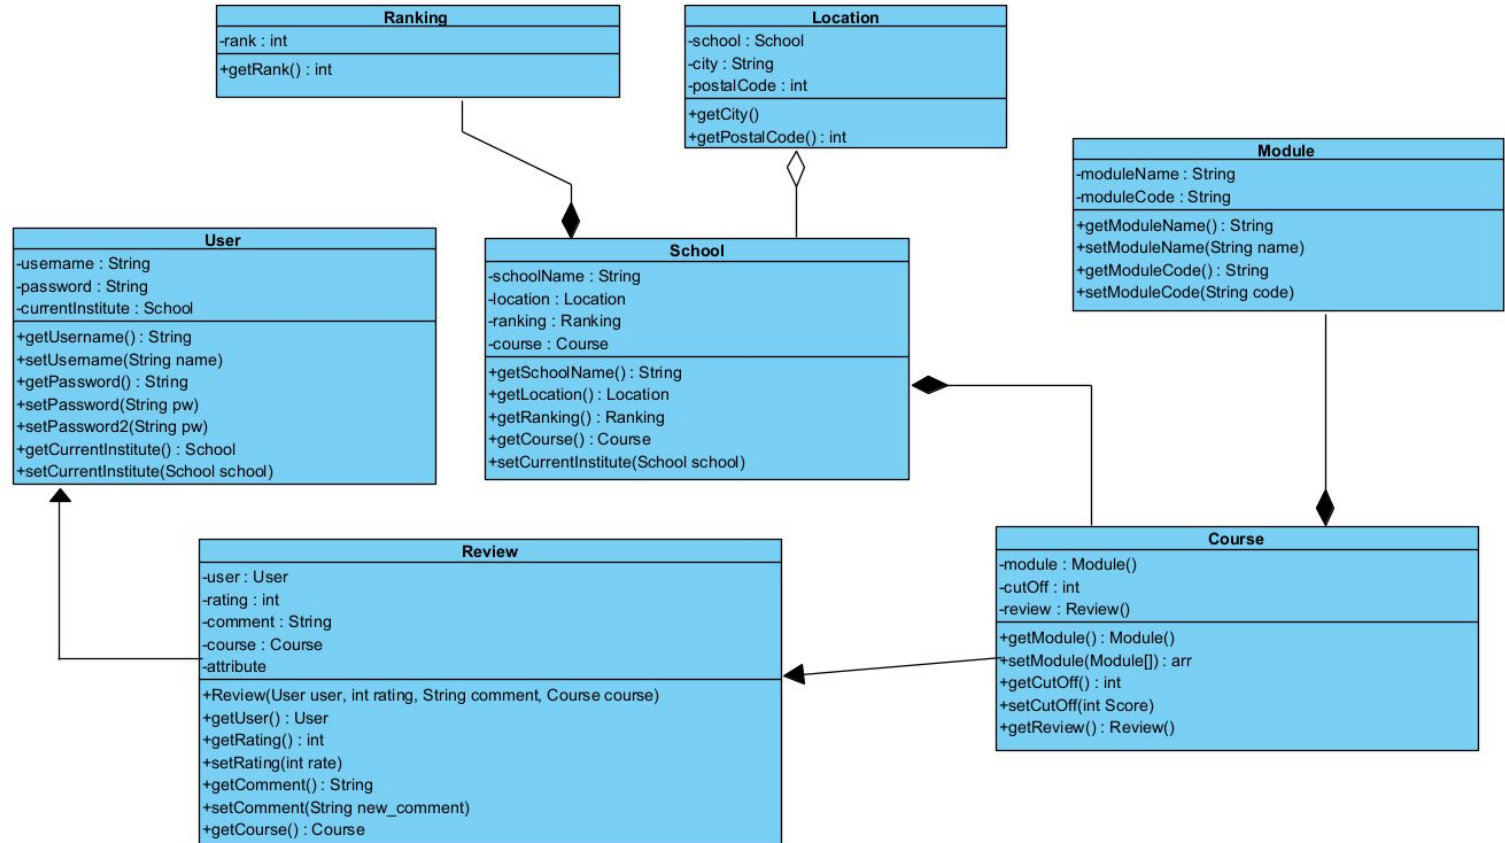 Ranking
-rank : int
+getRank() : int
Location
-school : School
-city : String
-postalCode : int
+getCity()
+getPostalCode() : int
Module
-moduleName : String
-moduleCode : String
+getModuleName() : String
+setModuleName(String name)
+getModuleCode() : String
+setModuleCode(String code)
User
-username : String
-password : String
-currentInstitute : School
+getUsername() : String
+setUsername(String name)
+getPassword() : String
+setPassword(String pw)
+setPassword2(String pw)
+getCurrentInstitute() : School
+setCurrentInstitute(School school)
School
-schoolName : String
-location : Location
-ranking : Ranking
-course : Course
+getSchoolName() : String
+getLocation() : Location
+getRanking() : Ranking
+getCourse() : Course
+setCurrentInstitute(School school)
Review
-user : User
-rating : int
-comment : String
-course : Course
-attribute
+Review(User user, int rating, String comment, Course course)
+getUser() : User
+getRating() : int
+setRating(int rate)
+getComment() : String
+setComment(String new_comment)
+getCourse() : Course
Course
-module : Module()
-cutOff : int
-review : Review()
+getModule() : Module()
+setModule(Module[]) : arr
+getCutOff() : int
+setCutOff(int Score)
+getReview() : Review()